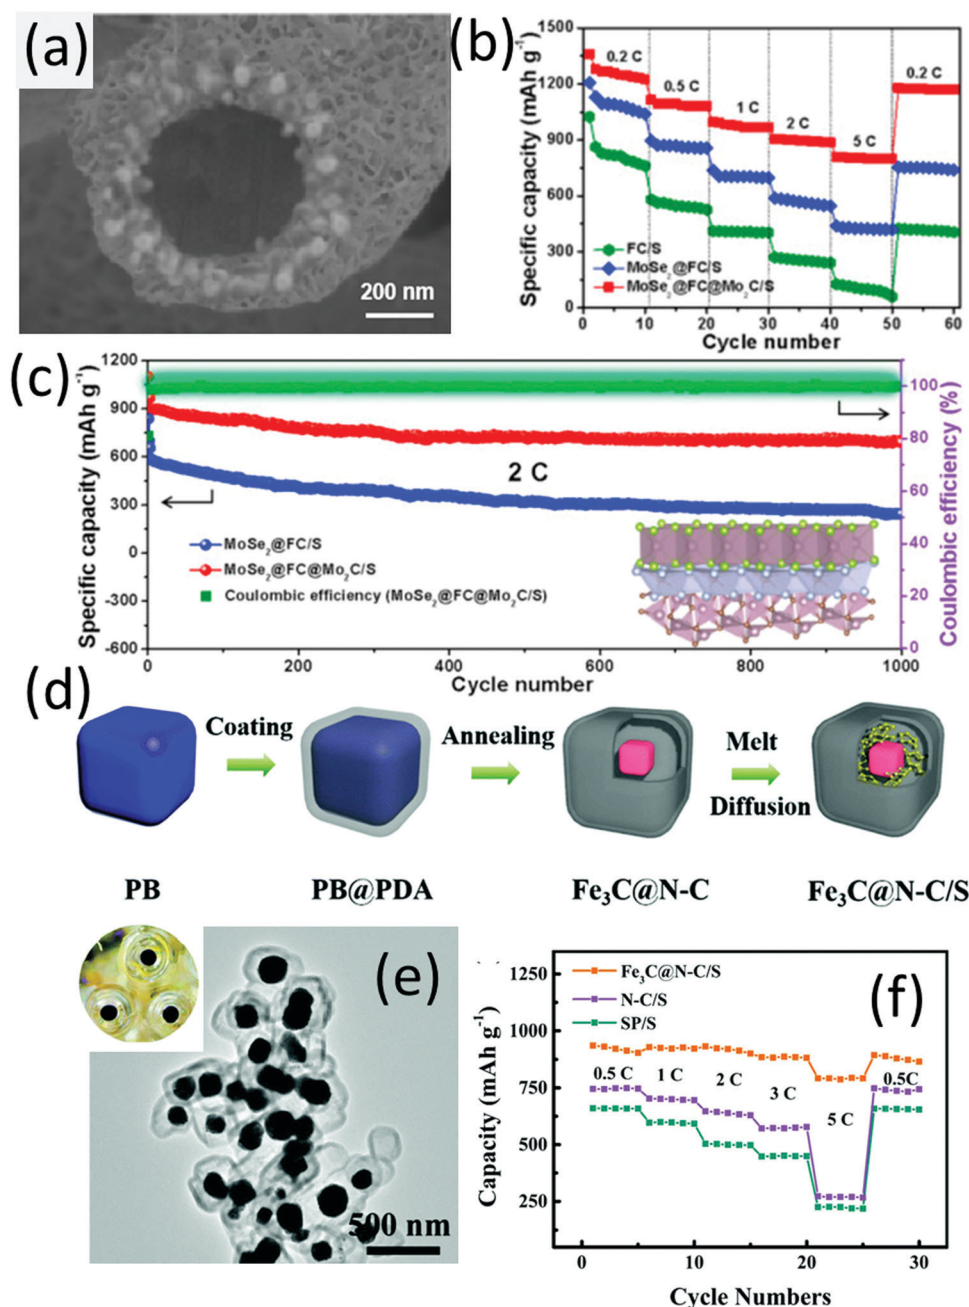 (a)
200 nm
(b)
Specific capacity (mAh g⁻¹)
1500
1200
900
600
300
0
0.2 C
0.5 C
1 C
2 C
5 C
0.2 C
FC/S
MoSe₂@FC/S
MoSe₂@FC@Mo₂C/S
0 10 20 30 40 50 60
Cycle number
(c)
Specific capacity (mAh g⁻¹)
1200
900
600
300
0
-300
-600
2 C
MoSe₂@FC/S
MoSe₂@FC@Mo₂C/S
Coulombic efficiency (MoSe₂@FC@Mo₂C/S)
100
80
60
40
20
0
Coulombic efficiency (%)
0 200 400 600 800 1000
Cycle number
(d)
Coating
Annealing
Melt
Diffusion
PB
PB@PDA
Fe₃C@N-C
Fe₃C@N-C/S
(e)
500 nm
(f)
Capacity (mAh g⁻¹)
1250
1000
750
500
250
0
Fe₃C@N-C/S
N-C/S
SP/S
0.5 C
1 C
2 C
3 C
5 C
0.5C
0 10 20 30
Cycle Numbers